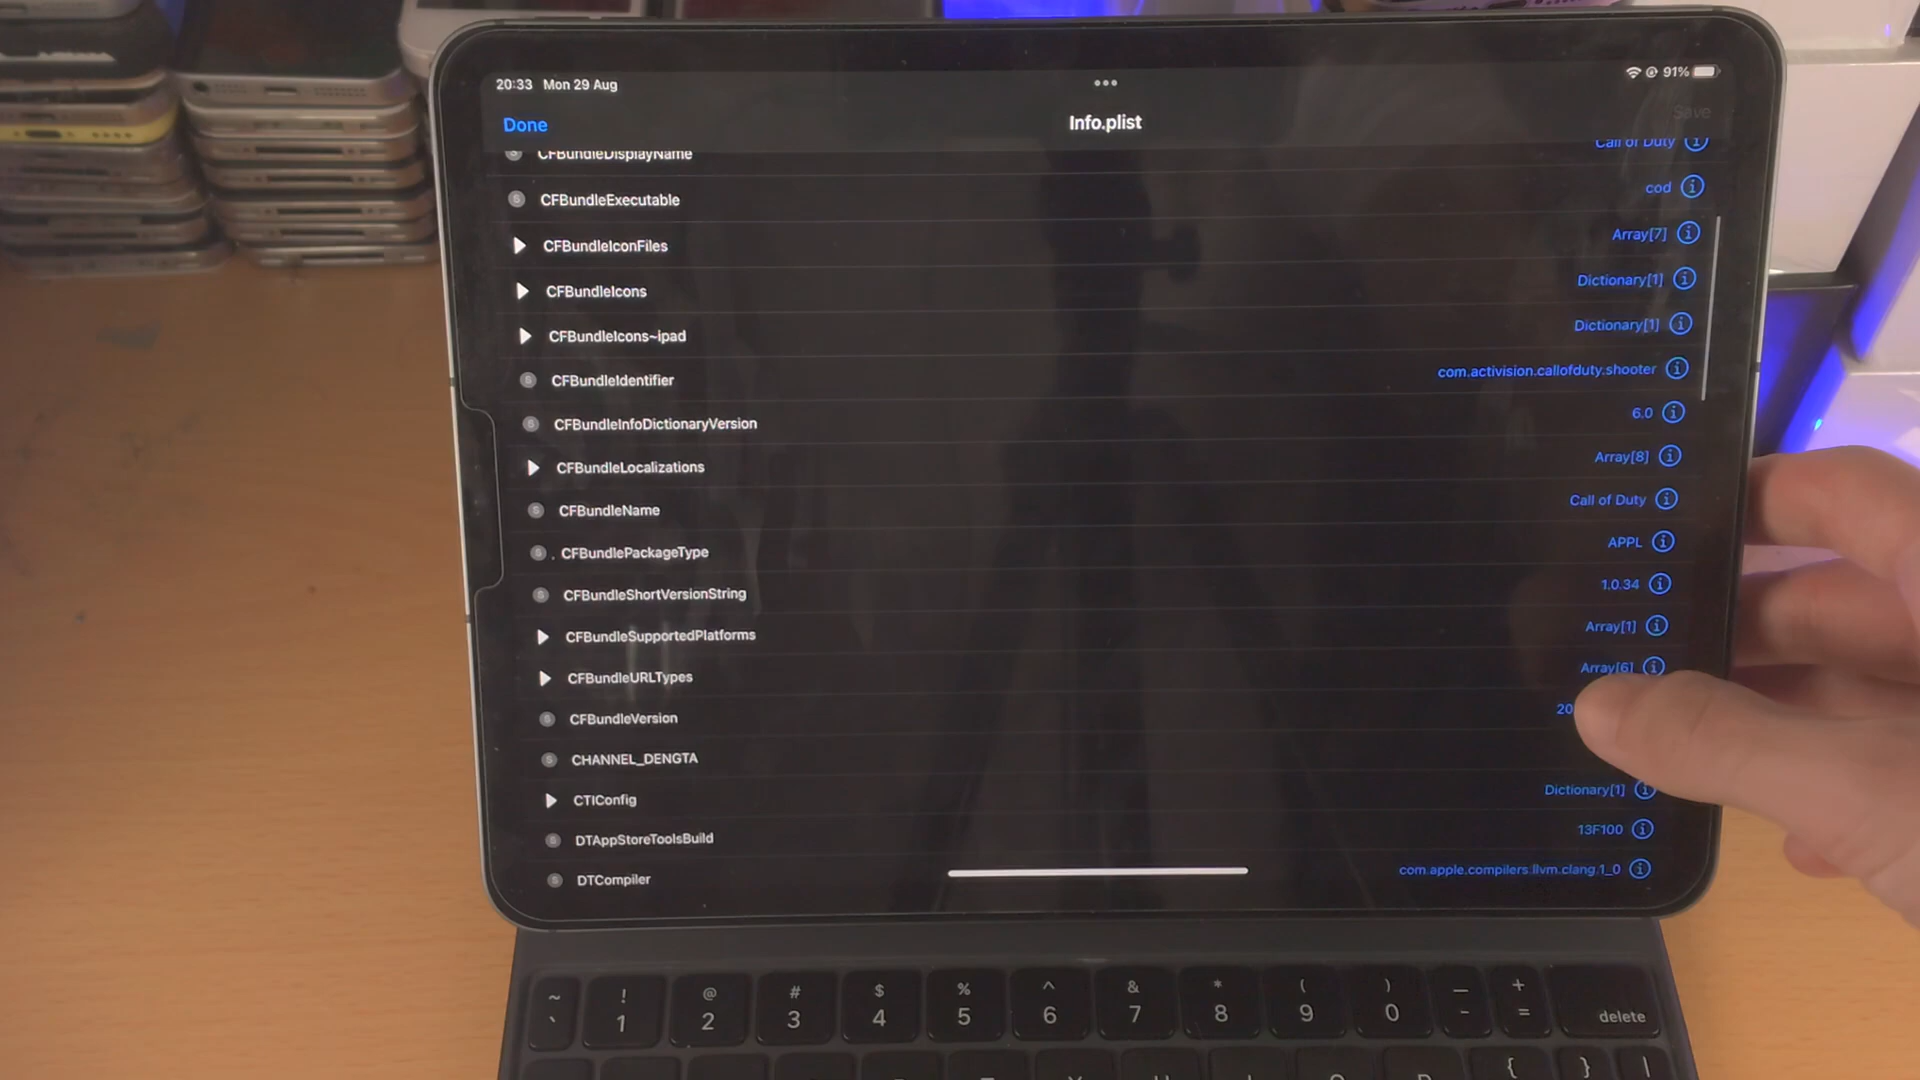 20:33 Mon 29 Aug
91%
Done
Info.plist
Save
CFBundleDisplayName
Call of Duty
CFBundleExecutable
cod
CFBundleIconFiles
Array[7]
CFBundleIcons
Dictionary[1]
CFBundleIcons~ipad
Dictionary[1]
CFBundleIdentifier
com.activision.callofduty.shooter
CFBundleInfoDictionaryVersion
6.0
CFBundleLocalizations
Array[8]
CFBundleName
Call of Duty
CFBundlePackageType
APPL
CFBundleShortVersionString
1.0.34
CFBundleSupportedPlatforms
Array[1]
CFBundleURLTypes
Array[6]
CFBundleVersion
20
CHANNEL_DENGTA
CTIConfig
Dictionary[1]
DTAppStoreToolsBuild
13F100
DTCompiler
com.apple.compilers.llvm.clang.1_0
~ ! @ # $ % ^ & * ( ) _ +
` 1 2 3 4 5 6 7 8 9 0 - = delete
{ } |